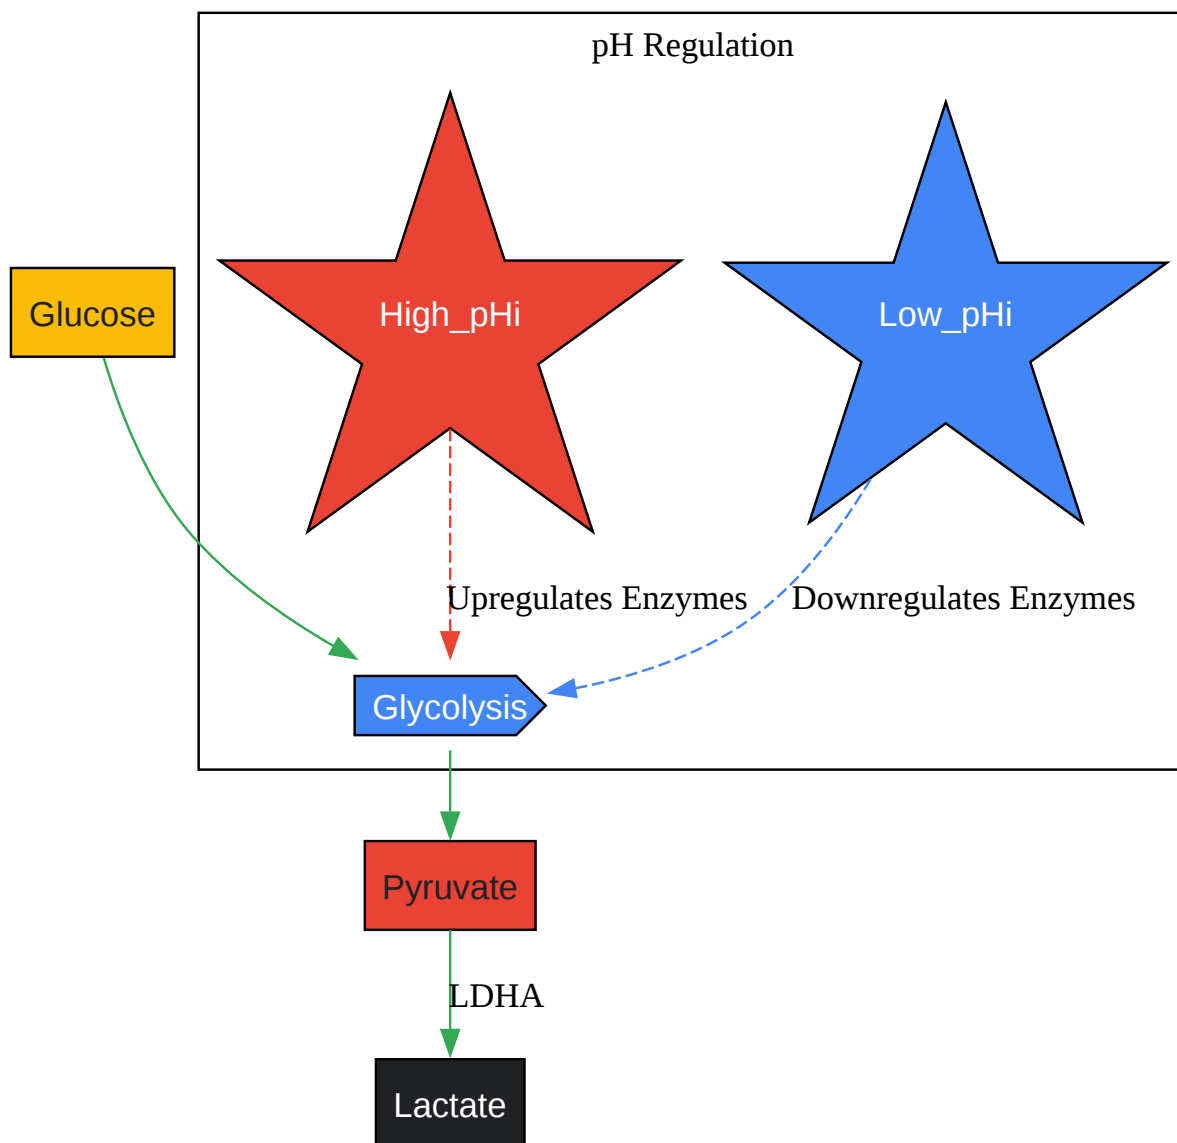 pH Regulation
Glucose
High_pHi
Low_pHi
Upregulates Enzymes
Downregulates Enzymes
Glycolysis
Pyruvate
LDHA
Lactate